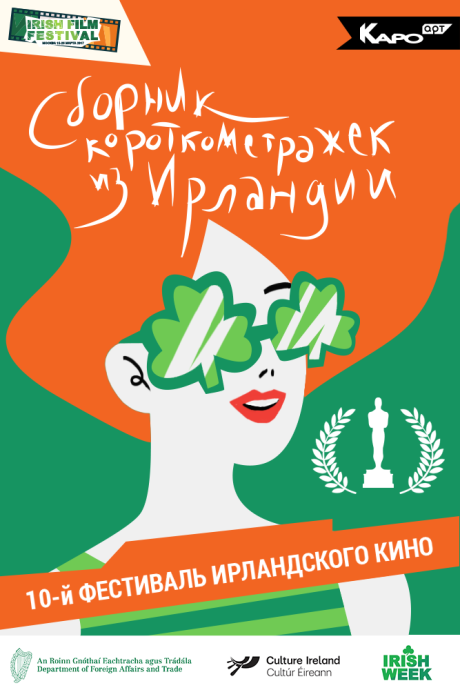 IRISH FILM
FESTIVAL
КАРО арт
Сборник
короткометражек
из Ирландии
10-й ФЕСТИВАЛЬ ИРЛАНДСКОГО КИНО
An Roinn Gnóthaí Eachtracha agus Trádála
Department of Foreign Affairs and Trade
Culture Ireland
Cultúr Éireann
IRISH
WEEK